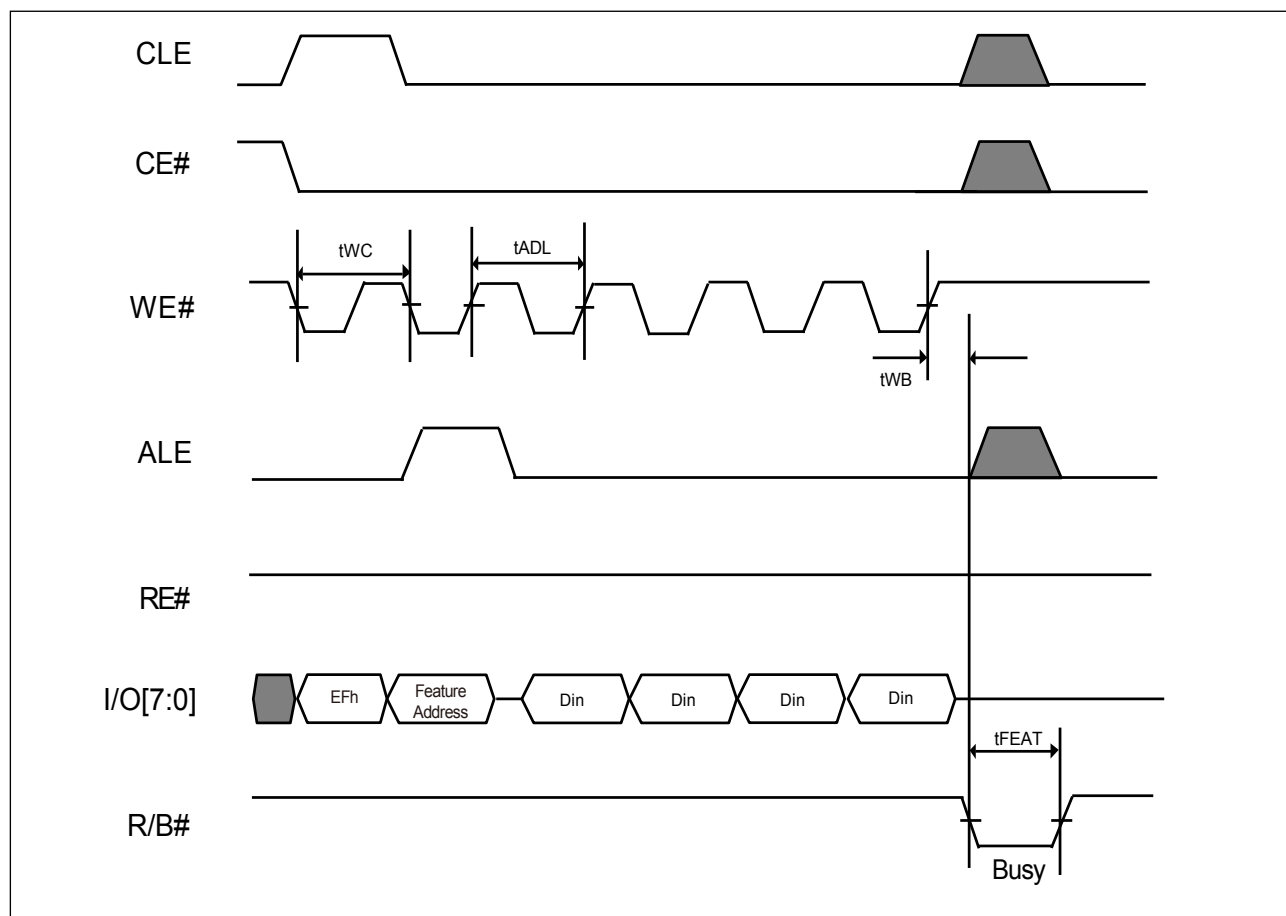 CLE
CE#
tWC
tADL
WE#
tWB
ALE
RE#
I/O[7:0]
EFh
Feature
Address
Din
Din
Din
Din
tFEAT
R/B#
Busy